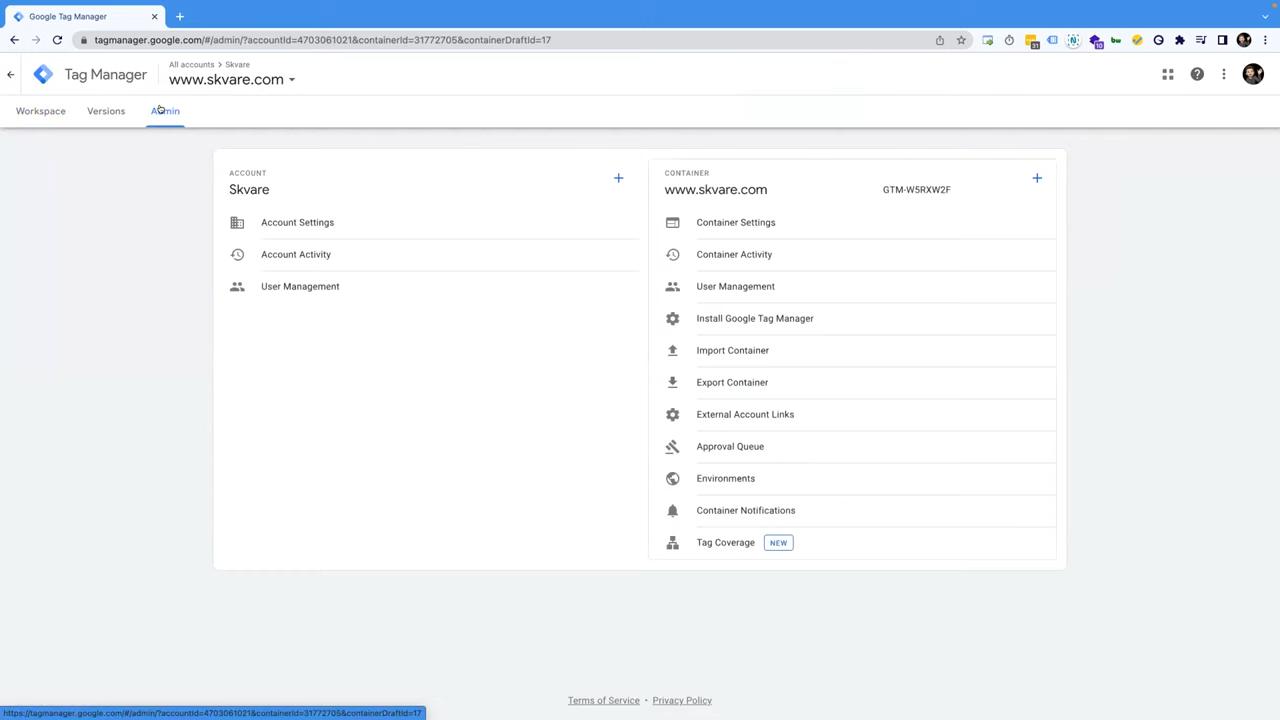 Google Tag Manager
tagmanager.google.com/#/admin/?accountId=4703061021&containerId=31772705&containerDraftId=17
31
10
Tag Manager
All accounts > Skvare
www.skvare.com
Workspace
Versions
Admin
ACCOUNT
Skvare
Account Settings
Account Activity
User Management
CONTAINER
www.skvare.com
GTM-W5RXW2F
Container Settings
Container Activity
User Management
Install Google Tag Manager
Import Container
Export Container
External Account Links
Approval Queue
Environments
Container Notifications
Tag Coverage NEW
Terms of Service • Privacy Policy
https://tagmanager.google.com/#/admin/?accountId=4703061021&containerId=31772705&containerDraftId=17